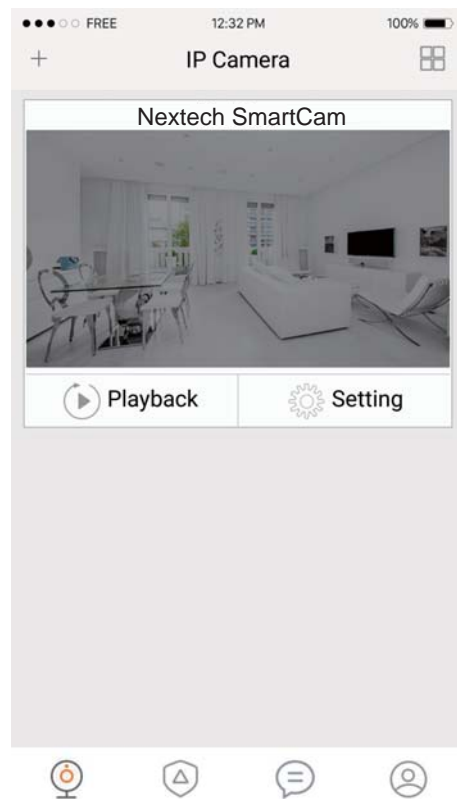 FREE 12:32 PM 100%
+ IP Camera
Nextech SmartCam
Playback Setting